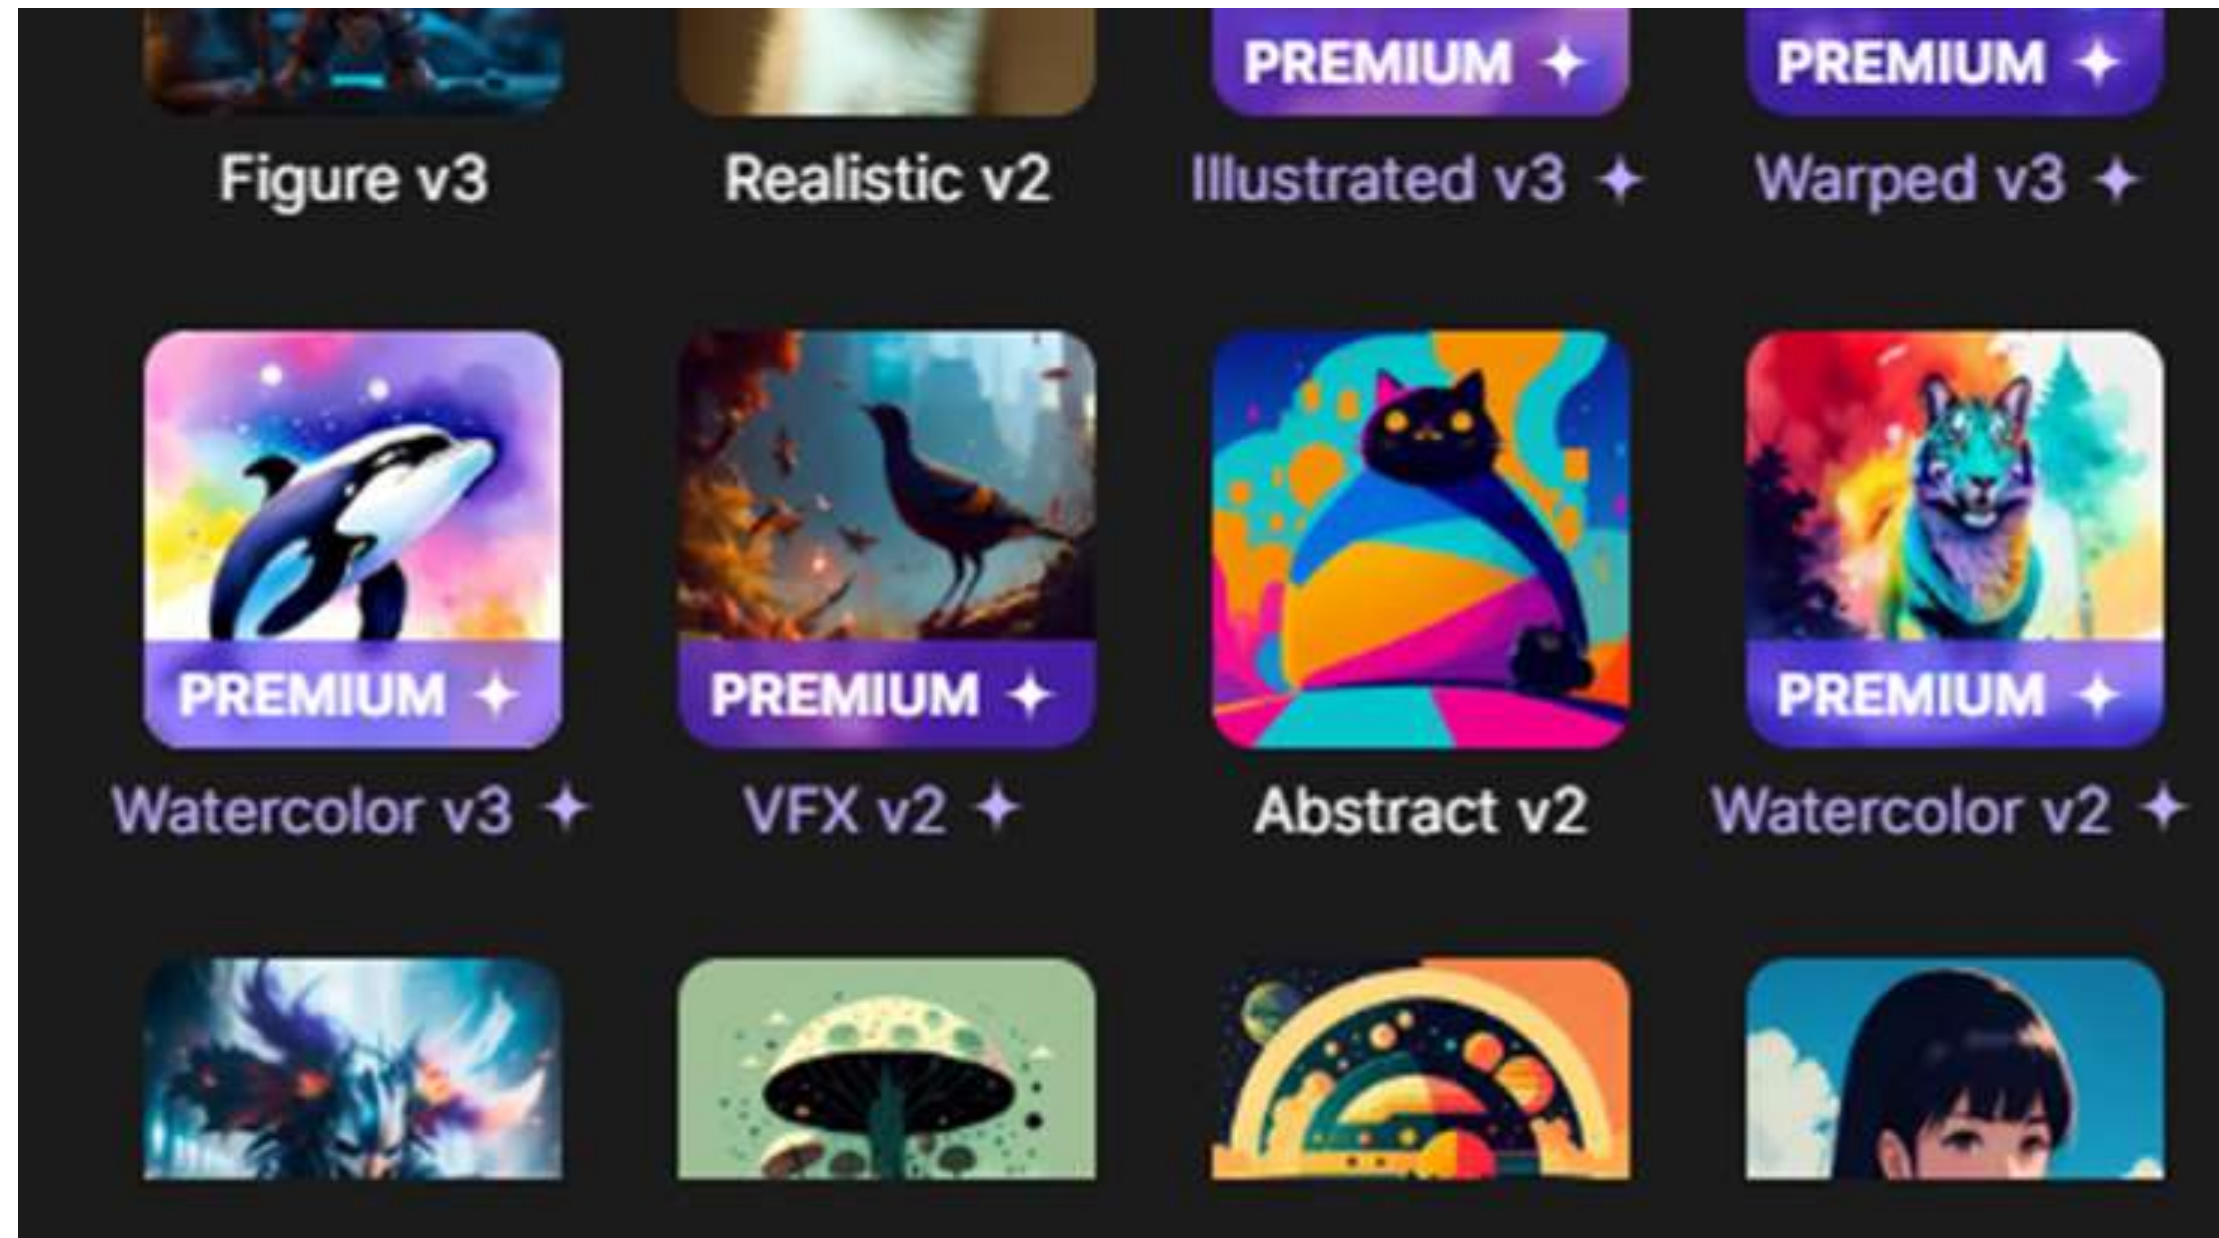 PREMIUM PREMIUM
Figure v3 Realistic v2 Illustrated v3 Warped v3
PREMIUM PREMIUM PREMIUM
Watercolor v3 VFX v2 Abstract v2 Watercolor v2